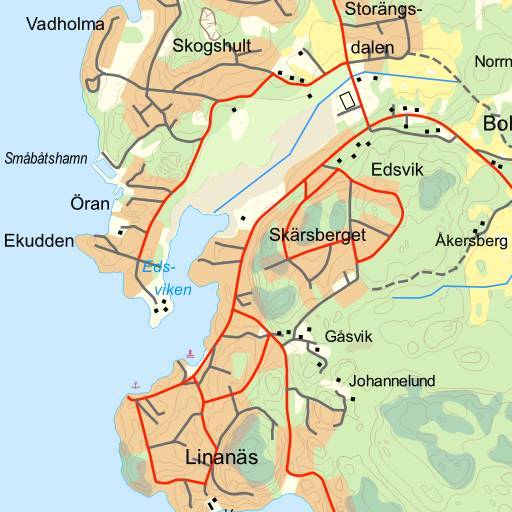 Storängs-
Vadholma
Skogshult
dalen
Norrn
Bol
Småbåtshamn
Edsvik
Öran
Ekudden
Skärsberget
Åkersberg
Eds-
viken
Gåsvik
Johannelund
Linanäs